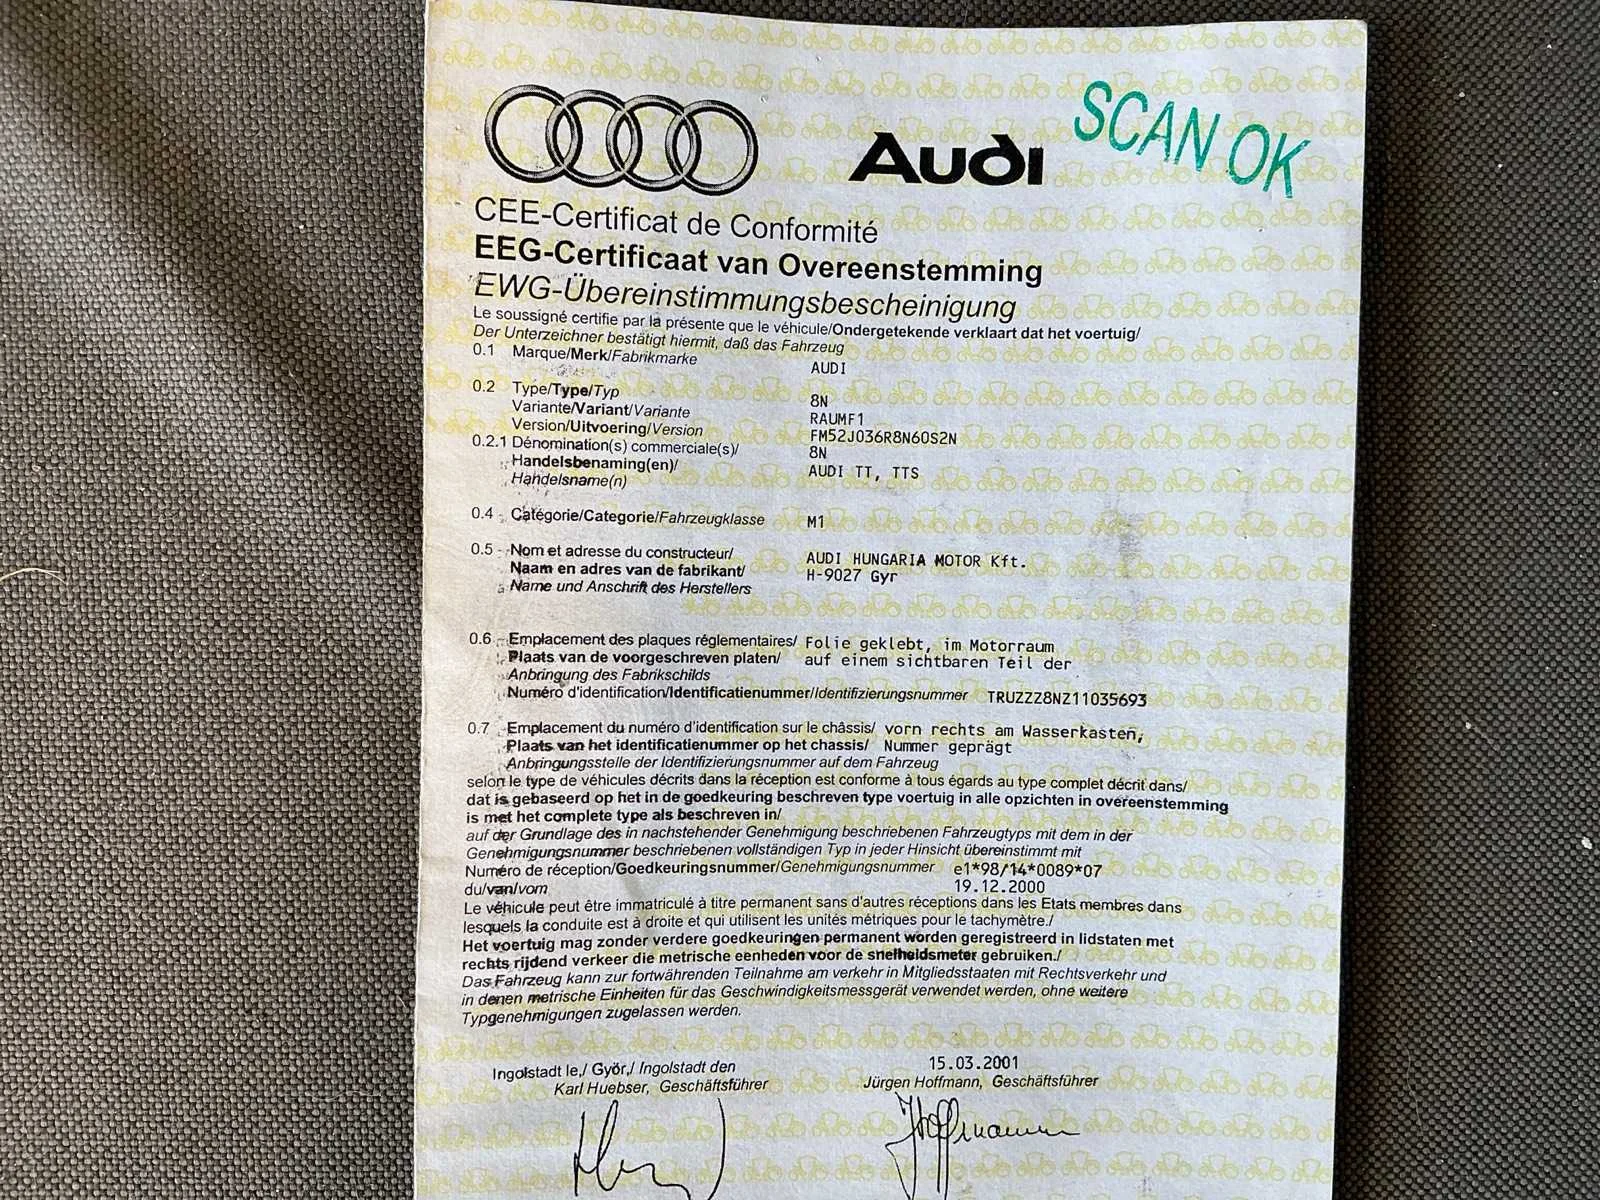 Audi
SCAN OK
CEE-Certificat de Conformité
EEG-Certificaat van Overeenstemming
EWG-Übereinstimmungsbescheinigung
Le soussigné certifie par la présente que le véhicule/Ondergetekende verklaart dat het voertuig/
Der Unterzeichner bestätigt hiermit, daß das Fahrzeug
0.1 Marque/Merk/Fabrikmarke AUDI
0.2 Type/Type/Typ 8N
Variante/Variant/Variante RAUMF1
Version/Uitvoering/Version FM52J036R8N60S2N
0.2.1 Dénomination(s) commerciale(s)/ 8N
Handelsbenaming(en)/ AUDI TT, TTS
Handelsname(n)
0.4 Catégorie/Categorie/Fahrzeugklasse M1
0.5 Nom et adresse du constructeur/ AUDI HUNGARIA MOTOR Kft.
Naam en adres van de fabrikant/ H-9027 Gyr
Name und Anschrift des Herstellers
0.6 Emplacement des plaques réglementaires/ Folie geklebt, im Motorraum
Plaats van de voorgeschreven platen/ auf einem sichtbaren Teil der
Anbringung des Fabrikschilds
Numéro d'identification/Identificatienummer/Identifizierungsnummer TRUZZZ8NZ11035693
0.7 Emplacement du numéro d'identification sur le châssis/ vorn rechts am Wasserkasten,
Plaats van het identificatienummer op het chassis/ Nummer geprägt
Anbringungsstelle der Identifizierungsnummer auf dem Fahrzeug
selon le type de véhicules décrits dans la réception est conforme à tous égards au type complet décrit dans/
dat is gebaseerd op het in de goedkeuring beschreven type voertuig in alle opzichten in overeenstemming
is met het complete type als beschreven in/
auf der Grundlage des in nachstehender Genehmigung beschriebenen Fahrzeugtyps mit dem in der
Genehmigungsnummer beschriebenen vollständigen Typ in jeder Hinsicht übereinstimmt mit
Numéro de réception/Goedkeuringsnummer/Genehmigungsnummer e1*98/14*0089*07
du/van/vom 19.12.2000
Le véhicule peut être immatriculé à titre permanent sans d'autres réceptions dans les Etats membres dans
lesquels la conduite est à droite et qui utilisent les unités métriques pour le tachymètre./
Het voertuig mag zonder verdere goedkeuringen permanent worden geregistreerd in lidstaten met
rechts rijdend verkeer die metrische eenheden voor de snelheidsmeter gebruiken./
Das Fahrzeug kann zur fortwährenden Teilnahme am verkehr in Mitgliedsstaaten mit Rechtsverkehr und
in denen metrische Einheiten für das Geschwindigkeitsmessgerät verwendet werden, ohne weitere
Typgenehmigungen zugelassen werden.
Ingolstadt le,/ Györ,/ Ingolstadt den 15.03.2001
Karl Huebser, Geschäftsführer Jürgen Hoffmann, Geschäftsführer